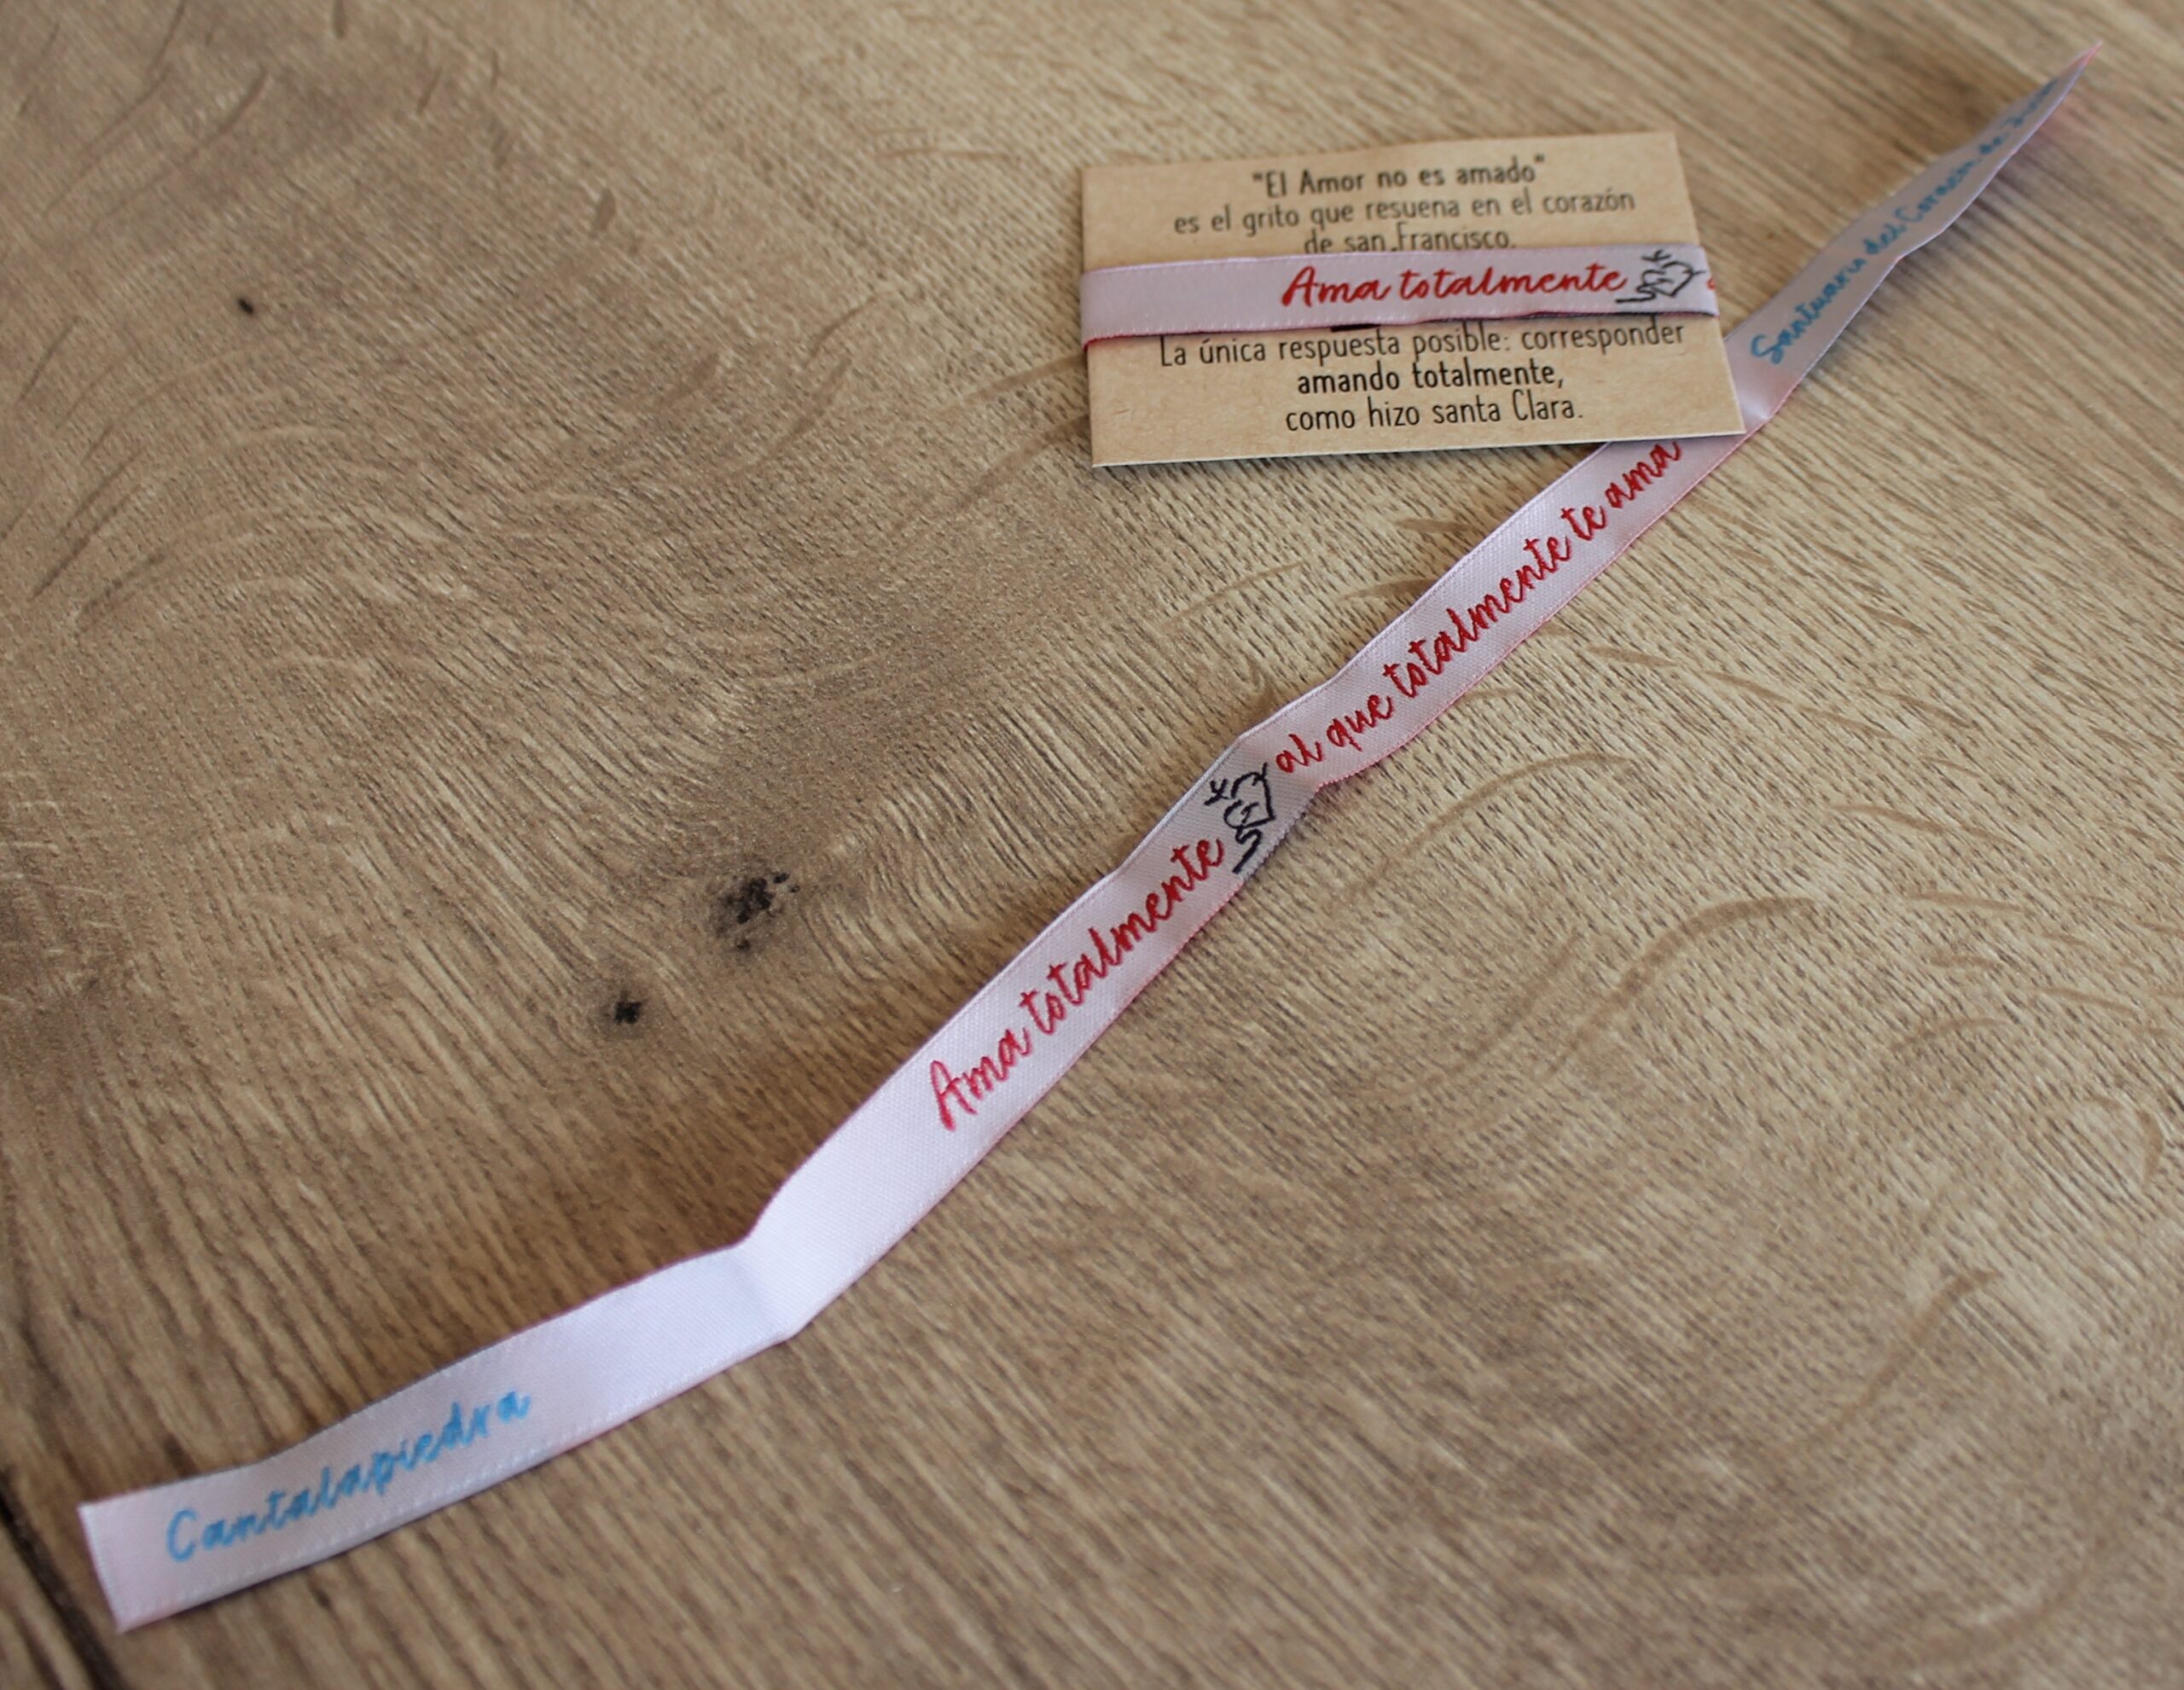 "El Amor no es amado"
es el grito que resuena en el corazón
de san Francisco.
Ama totalmente
La única respuesta posible: corresponder
amando totalmente,
como hizo santa Clara.
Cantalapiedra
Ama totalmente al que totalmente te ama
Santuario del Corazón de